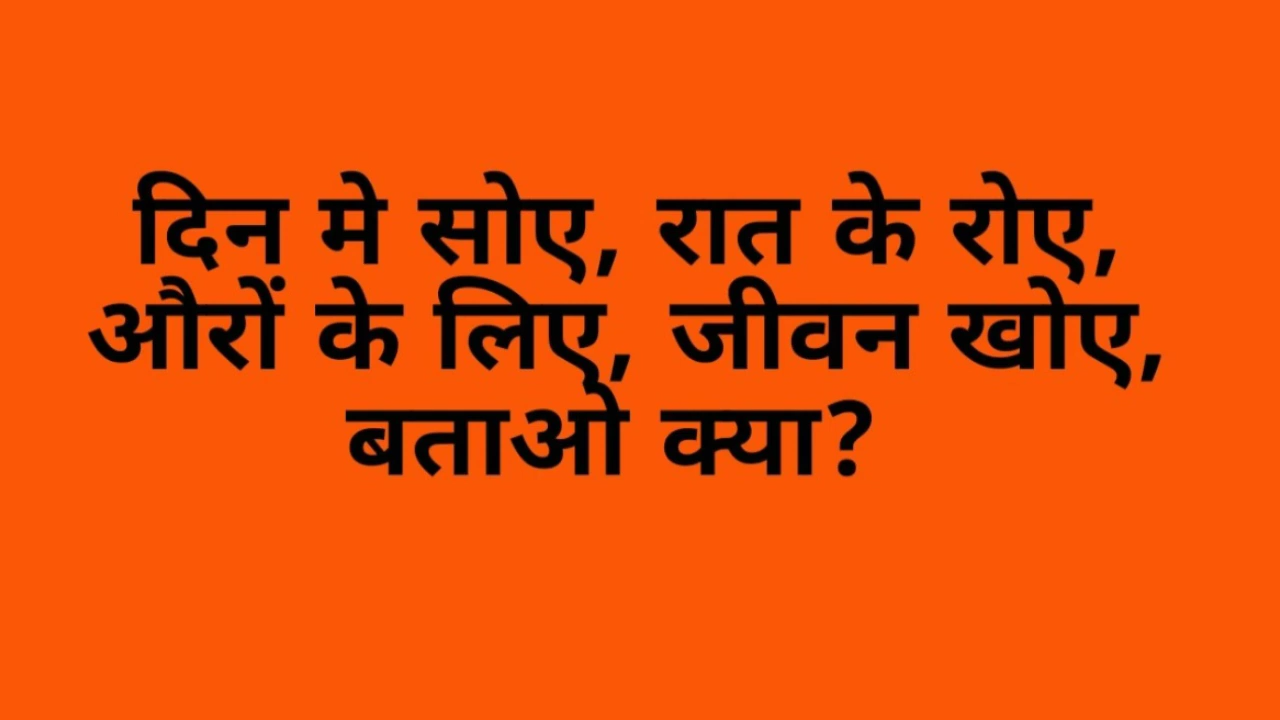 दिन मे सोए, रात के रोए,
औरों के लिए, जीवन खोए,
बताओ क्या?